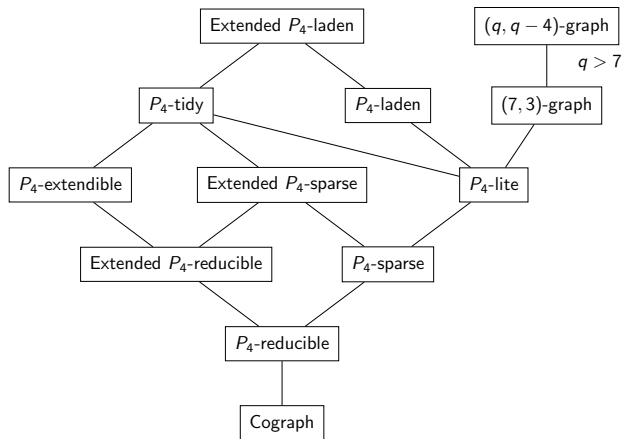 Extended P₄-laden
(q, q − 4)-graph
q > 7
P₄-tidy
P₄-laden
(7, 3)-graph
P₄-extendible
Extended P₄-sparse
P₄-lite
Extended P₄-reducible
P₄-sparse
P₄-reducible
Cograph